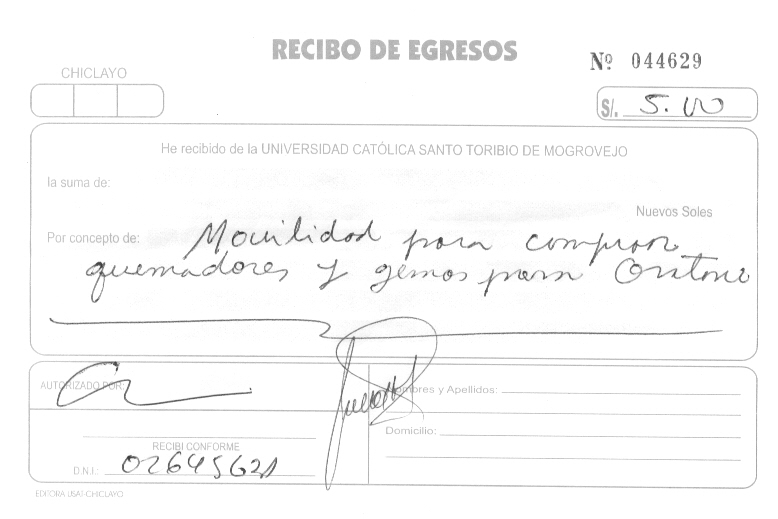 RECIBO DE EGRESOS
Nº 044629
CHICLAYO
S/. 5.00
He recibido de la UNIVERSIDAD CATÓLICA SANTO TORIBIO DE MOGROVEJO
la suma de:
Nuevos Soles
Por concepto de: Movilidad para comprar
quemadores y gemas para
AUTORIZADO POR:
Nombres y Apellidos:
Domicilio:
RECIBI CONFORME
D.N.I.: 02645621
EDITORA USAT-CHICLAYO